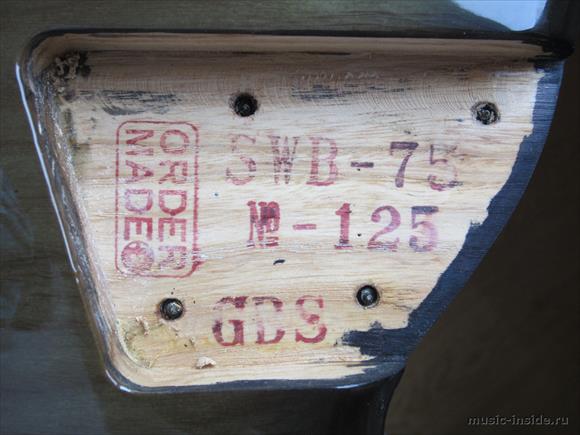 ORDER
MADE
SWB-75
№-125
GDS
music-inside.ru